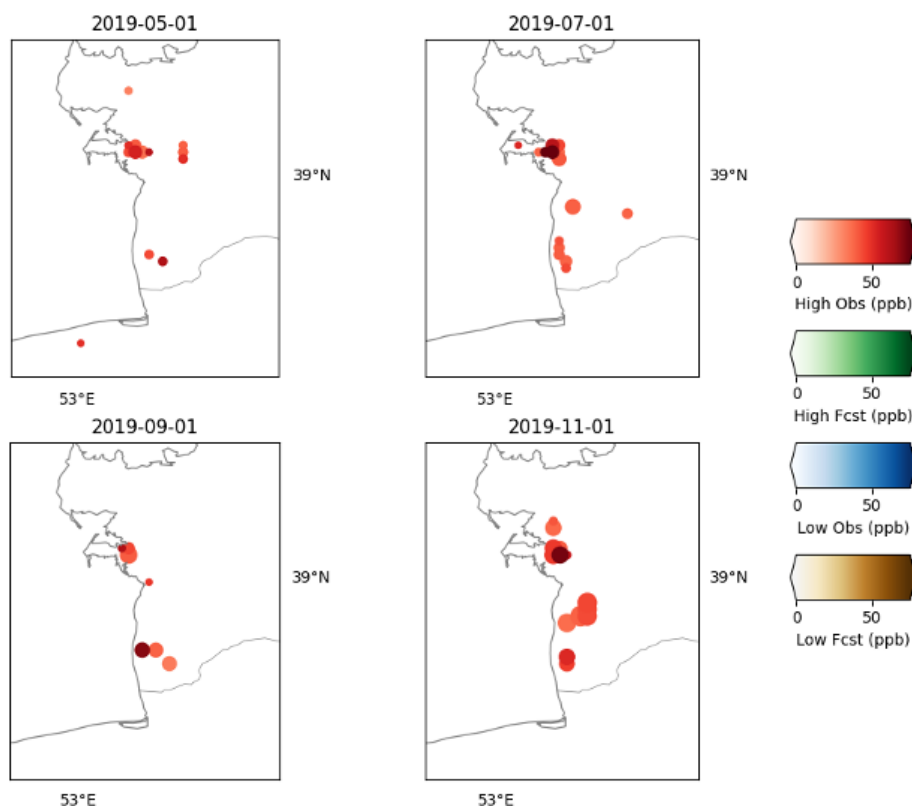 2019-05-01
2019-07-01
39°N
39°N
53°E
53°E
0 50
High Obs (ppb)
0 50
High Fcst (ppb)
2019-09-01
2019-11-01
39°N
0 50
Low Obs (ppb)
0 50
Low Fcst (ppb)
39°N
53°E
53°E